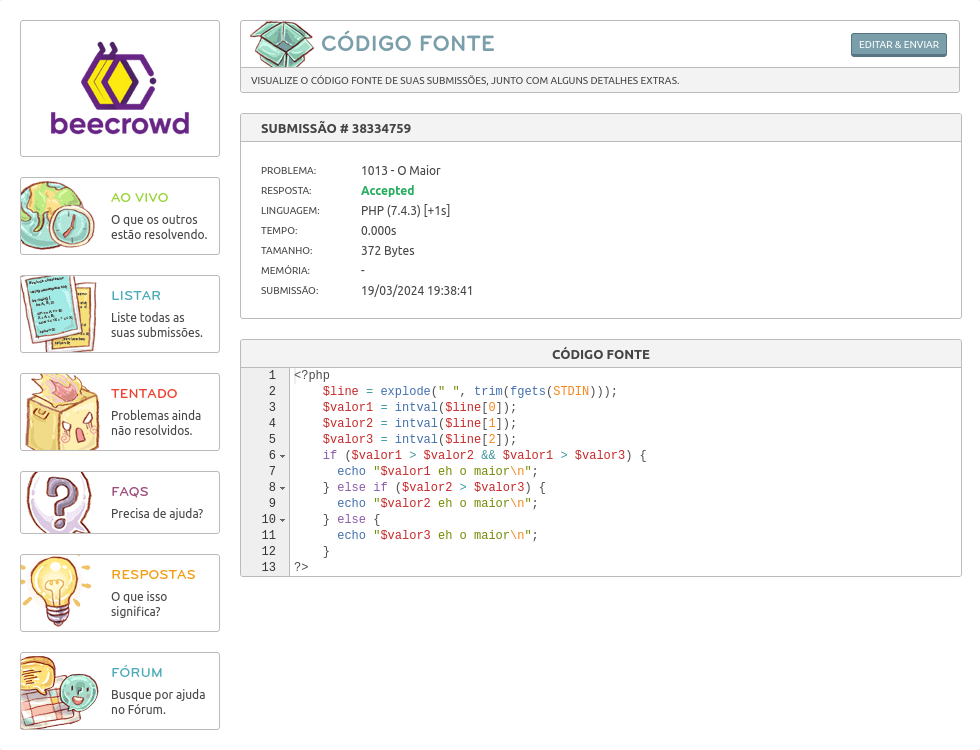 beecrowd
AO VIVO
O que os outros
estão resolvendo.
LISTAR
Liste todas as
suas submissões.
TENTADO
Problemas ainda
não resolvidos.
FAQS
Precisa de ajuda?
RESPOSTAS
O que isso
significa?
FÓRUM
Busque por ajuda
no Fórum.
CÓDIGO FONTE
EDITAR & ENVIAR
VISUALIZE O CÓDIGO FONTE DE SUAS SUBMISSÕES, JUNTO COM ALGUNS DETALHES EXTRAS.
SUBMISSÃO # 38334759
PROBLEMA: 1013 - O Maior
RESPOSTA: Accepted
LINGUAGEM: PHP (7.4.3) [+1s]
TEMPO: 0.000s
TAMANHO: 372 Bytes
MEMÓRIA: -
SUBMISSÃO: 19/03/2024 19:38:41
CÓDIGO FONTE
1 <?php
2     $line = explode(" ", trim(fgets(STDIN)));
3     $valor1 = intval($line[0]);
4     $valor2 = intval($line[1]);
5     $valor3 = intval($line[2]);
6     if ($valor1 > $valor2 && $valor1 > $valor3) {
7       echo "$valor1 eh o maior\n";
8     } else if ($valor2 > $valor3) {
9       echo "$valor2 eh o maior\n";
10     } else {
11       echo "$valor3 eh o maior\n";
12     }
13 ?>